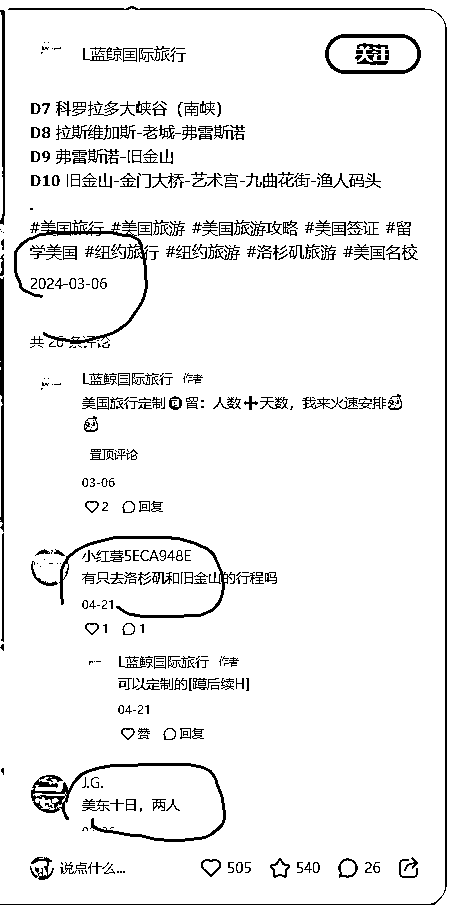 L蓝鲸国际旅行
关注
D7 科罗拉多大峡谷（南峡）
D8 拉斯维加斯-老城-弗雷斯诺
D9 弗雷斯诺-旧金山
D10 旧金山-金门大桥-艺术宫-九曲花街-渔人码头
.
#美国旅行 #美国旅游 #美国旅游攻略 #美国签证 #留
学美国 #纽约旅行 #纽约旅游 #洛杉矶旅游 #美国名校
2024-03-06
共 26 条评论
L蓝鲸国际旅行 作者
美国旅行定制 留：人数➕天数，我来火速安排
置顶评论
03-06
2 回复
小红薯5ECA948E
有只去洛杉矶和旧金山的行程吗
04-21
1 1
L蓝鲸国际旅行 作者
可以定制的[蹲后续H]
04-21
赞 回复
J.G.
美东十日，两人
说点什么... 505 540 26